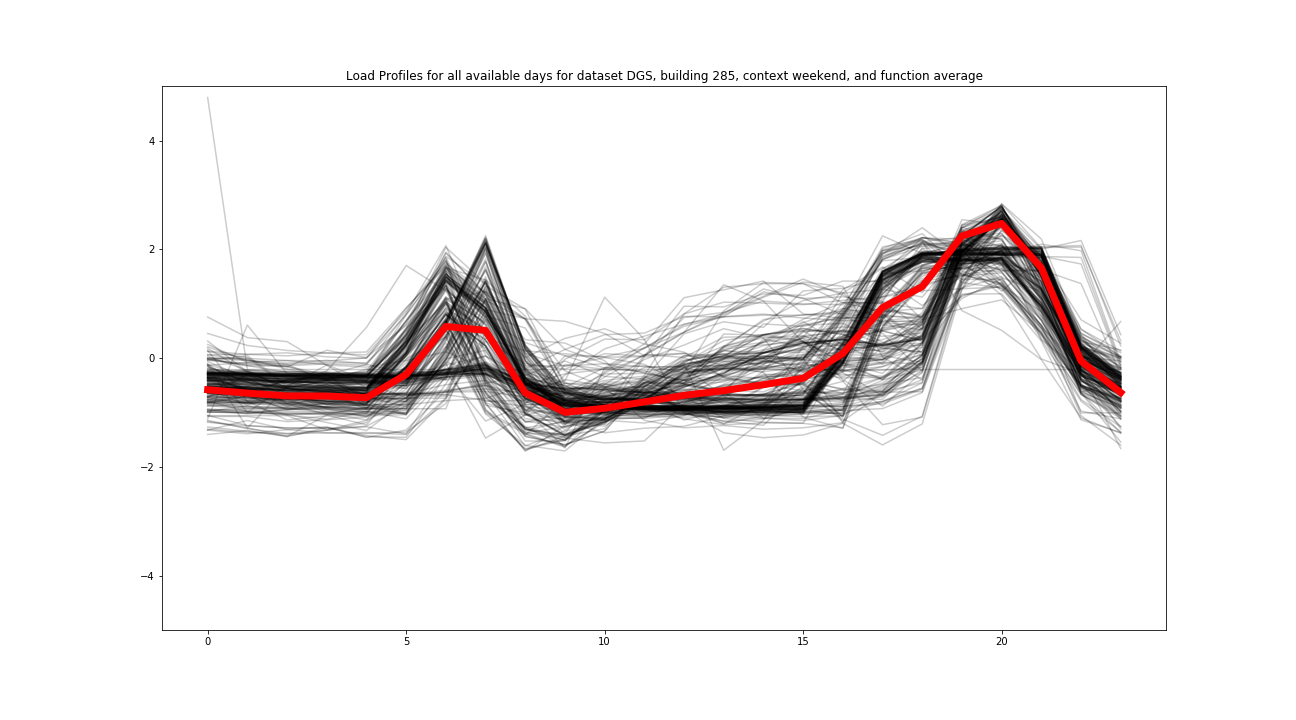 Load Profiles for all available days for dataset DGS, building 285, context weekend, and function average
4
2
0
−2
−4
0 5 10 15 20